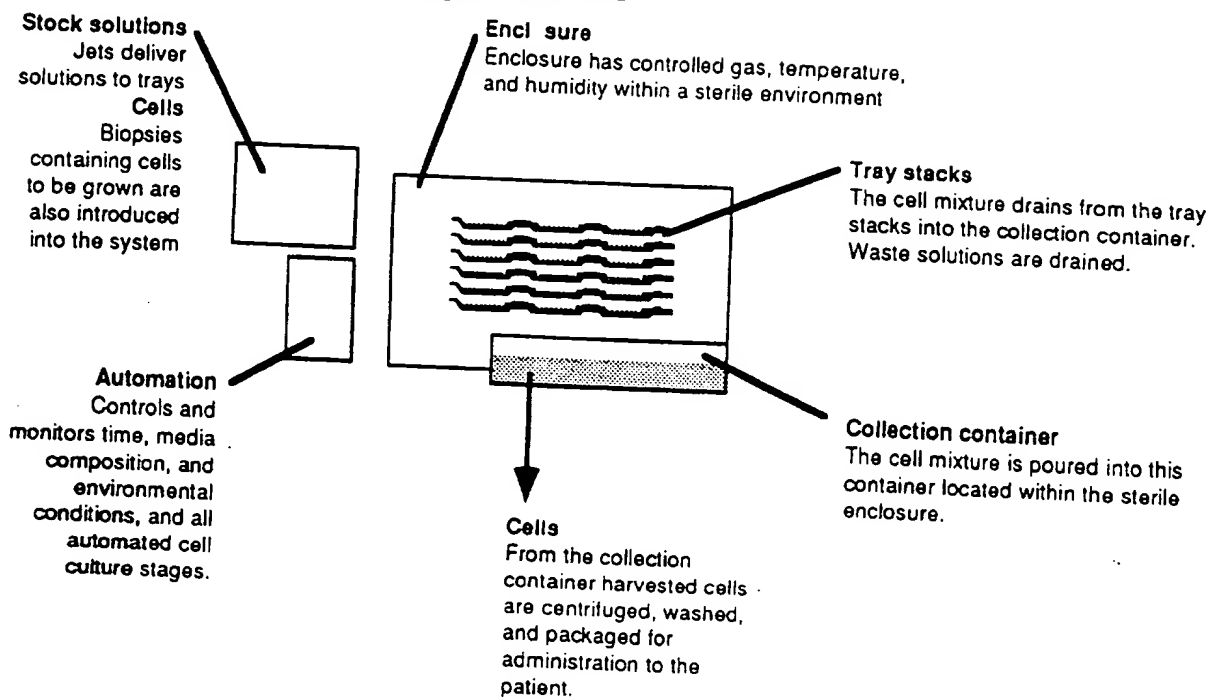 Stock solutions
Jets deliver
solutions to trays
Cells
Biopsies
containing cells
to be grown are
also introduced
into the system
Encl sure
Enclosure has controlled gas, temperature,
and humidity within a sterile environment
Tray stacks
The cell mixture drains from the tray
stacks into the collection container.
Waste solutions are drained.
Automation
Controls and
monitors time, media
composition, and
environmental
conditions, and all
automated cell
culture stages.
Collection container
The cell mixture is poured into this
container located within the sterile
enclosure.
Cells
From the collection
container harvested cells
are centrifuged, washed,
and packaged for
administration to the
patient.